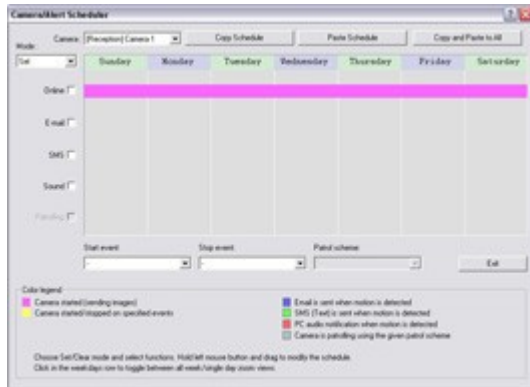 Camera/Alert Scheduler
Camera: [Reception] Camera 1
Copy Schedule
Paste Schedule
Copy and Paste to All
Mode:
Set
Sunday Monday Tuesday Wednesday Thursday Friday Saturday
Online
E-mail
SMS
Sound
Patrolling
Start event:
Stop event:
Patrol scheme:
-
-
Exit
Color legend
Camera started (sending images)
Camera started/stopped on specified events
Email is sent when motion is detected
SMS (Text) is sent when motion is detected
PC audio notification when motion is detected
Camera is patrolling using the given patrol scheme
Choose Set/Clear mode and select functions. Hold left mouse button and drag to modify the schedule.
Click in the week days row to toggle between all week/single day zoom views.